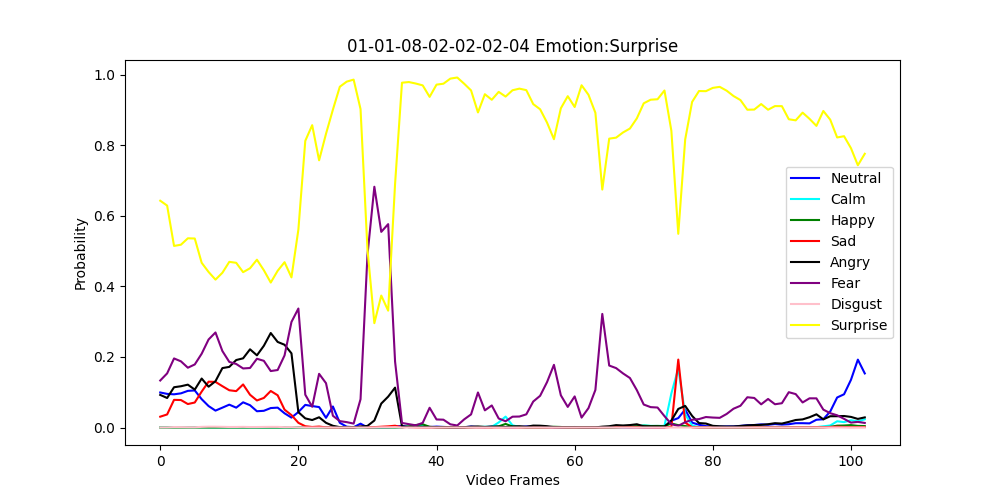 01-01-08-02-02-02-04 Emotion:Surprise
Probability
1.0
0.8
0.6
0.4
0.2
0.0
Neutral
Calm
Happy
Sad
Angry
Fear
Disgust
Surprise
0 20 40 60 80 100
Video Frames